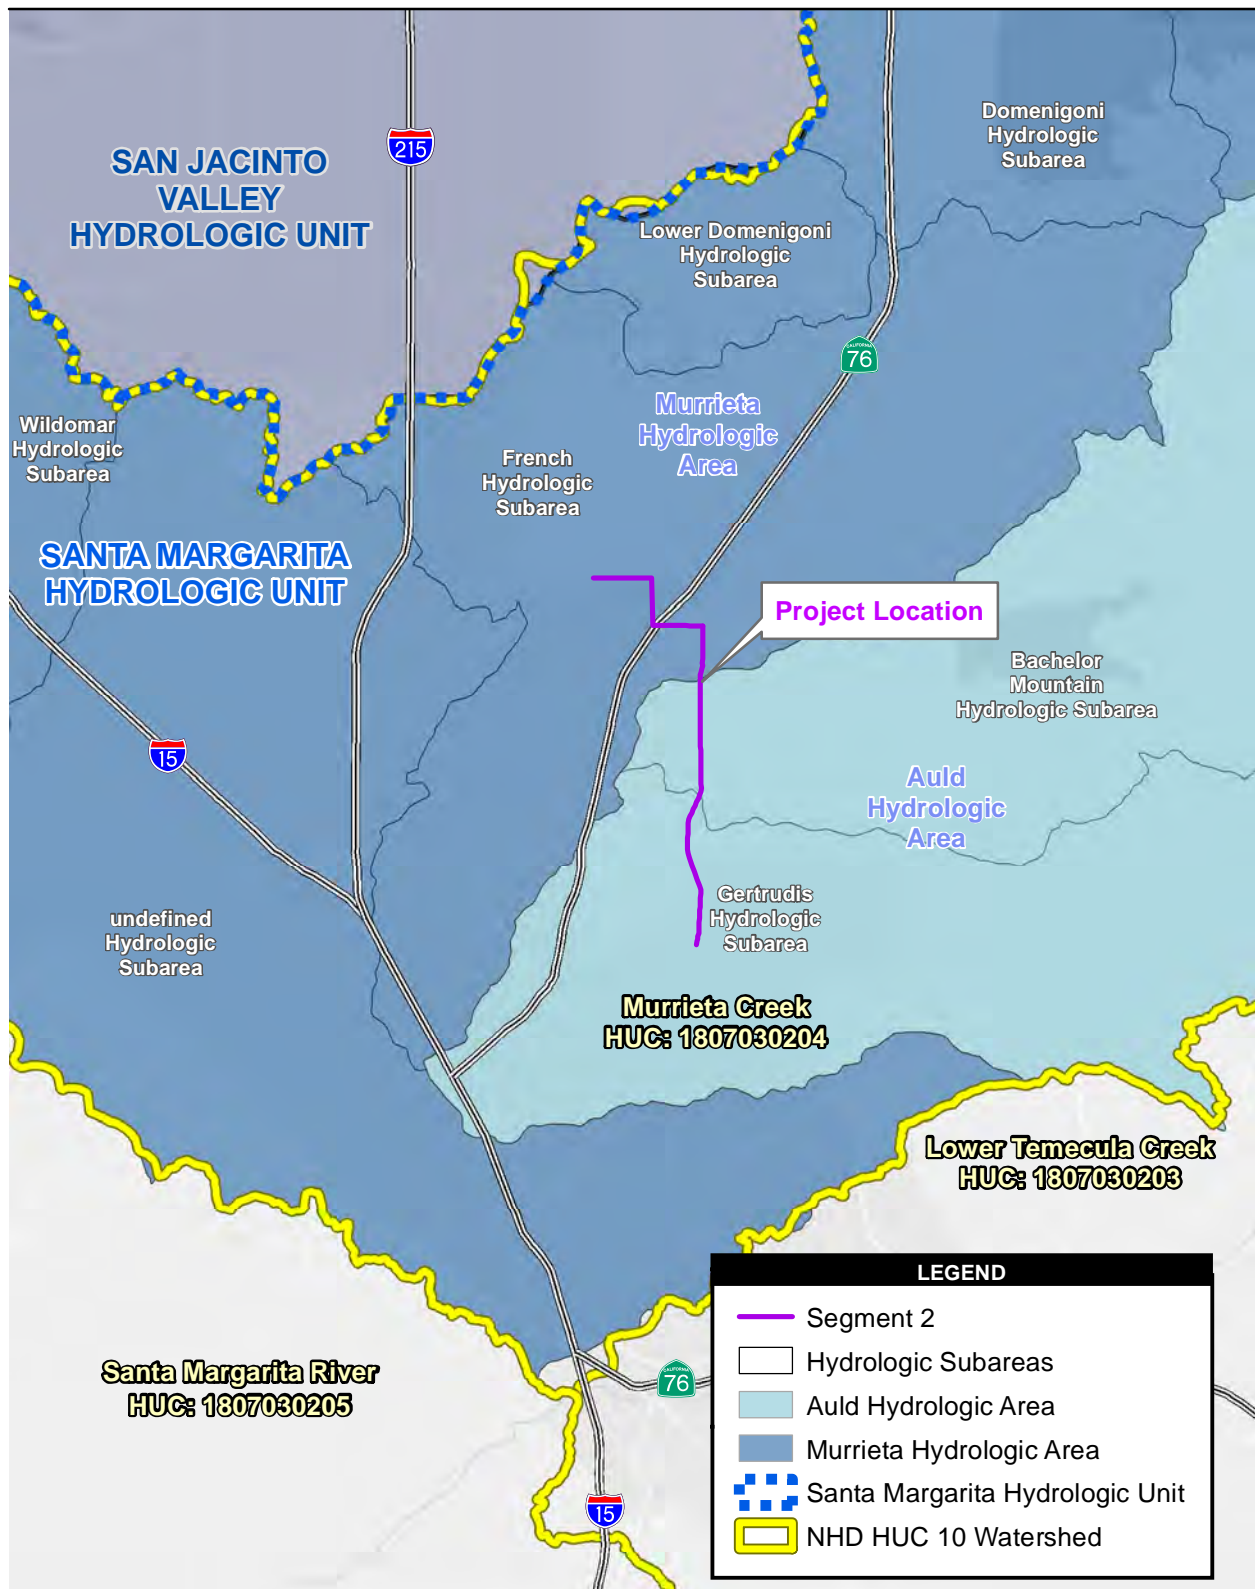 SAN JACINTO
VALLEY
HYDROLOGIC UNIT
215
Domenigoni
Hydrologic
Subarea
Lower Domenigoni
Hydrologic
Subarea
CALIFORNIA
76
Murrieta
Hydrologic
Area
Wildomar
Hydrologic
Subarea
French
Hydrologic
Subarea
SANTA MARGARITA
HYDROLOGIC UNIT
Project Location
Bachelor
Mountain
Hydrologic Subarea
15
Auld
Hydrologic
Area
Gertrudis
Hydrologic
Subarea
undefined
Hydrologic
Subarea
Murrieta Creek
HUC: 1807030204
Lower Temecula Creek
HUC: 1807030203
Santa Margarita River
HUC: 1807030205
CALIFORNIA
76
15
LEGEND
Segment 2
Hydrologic Subareas
Auld Hydrologic Area
Murrieta Hydrologic Area
Santa Margarita Hydrologic Unit
NHD HUC 10 Watershed